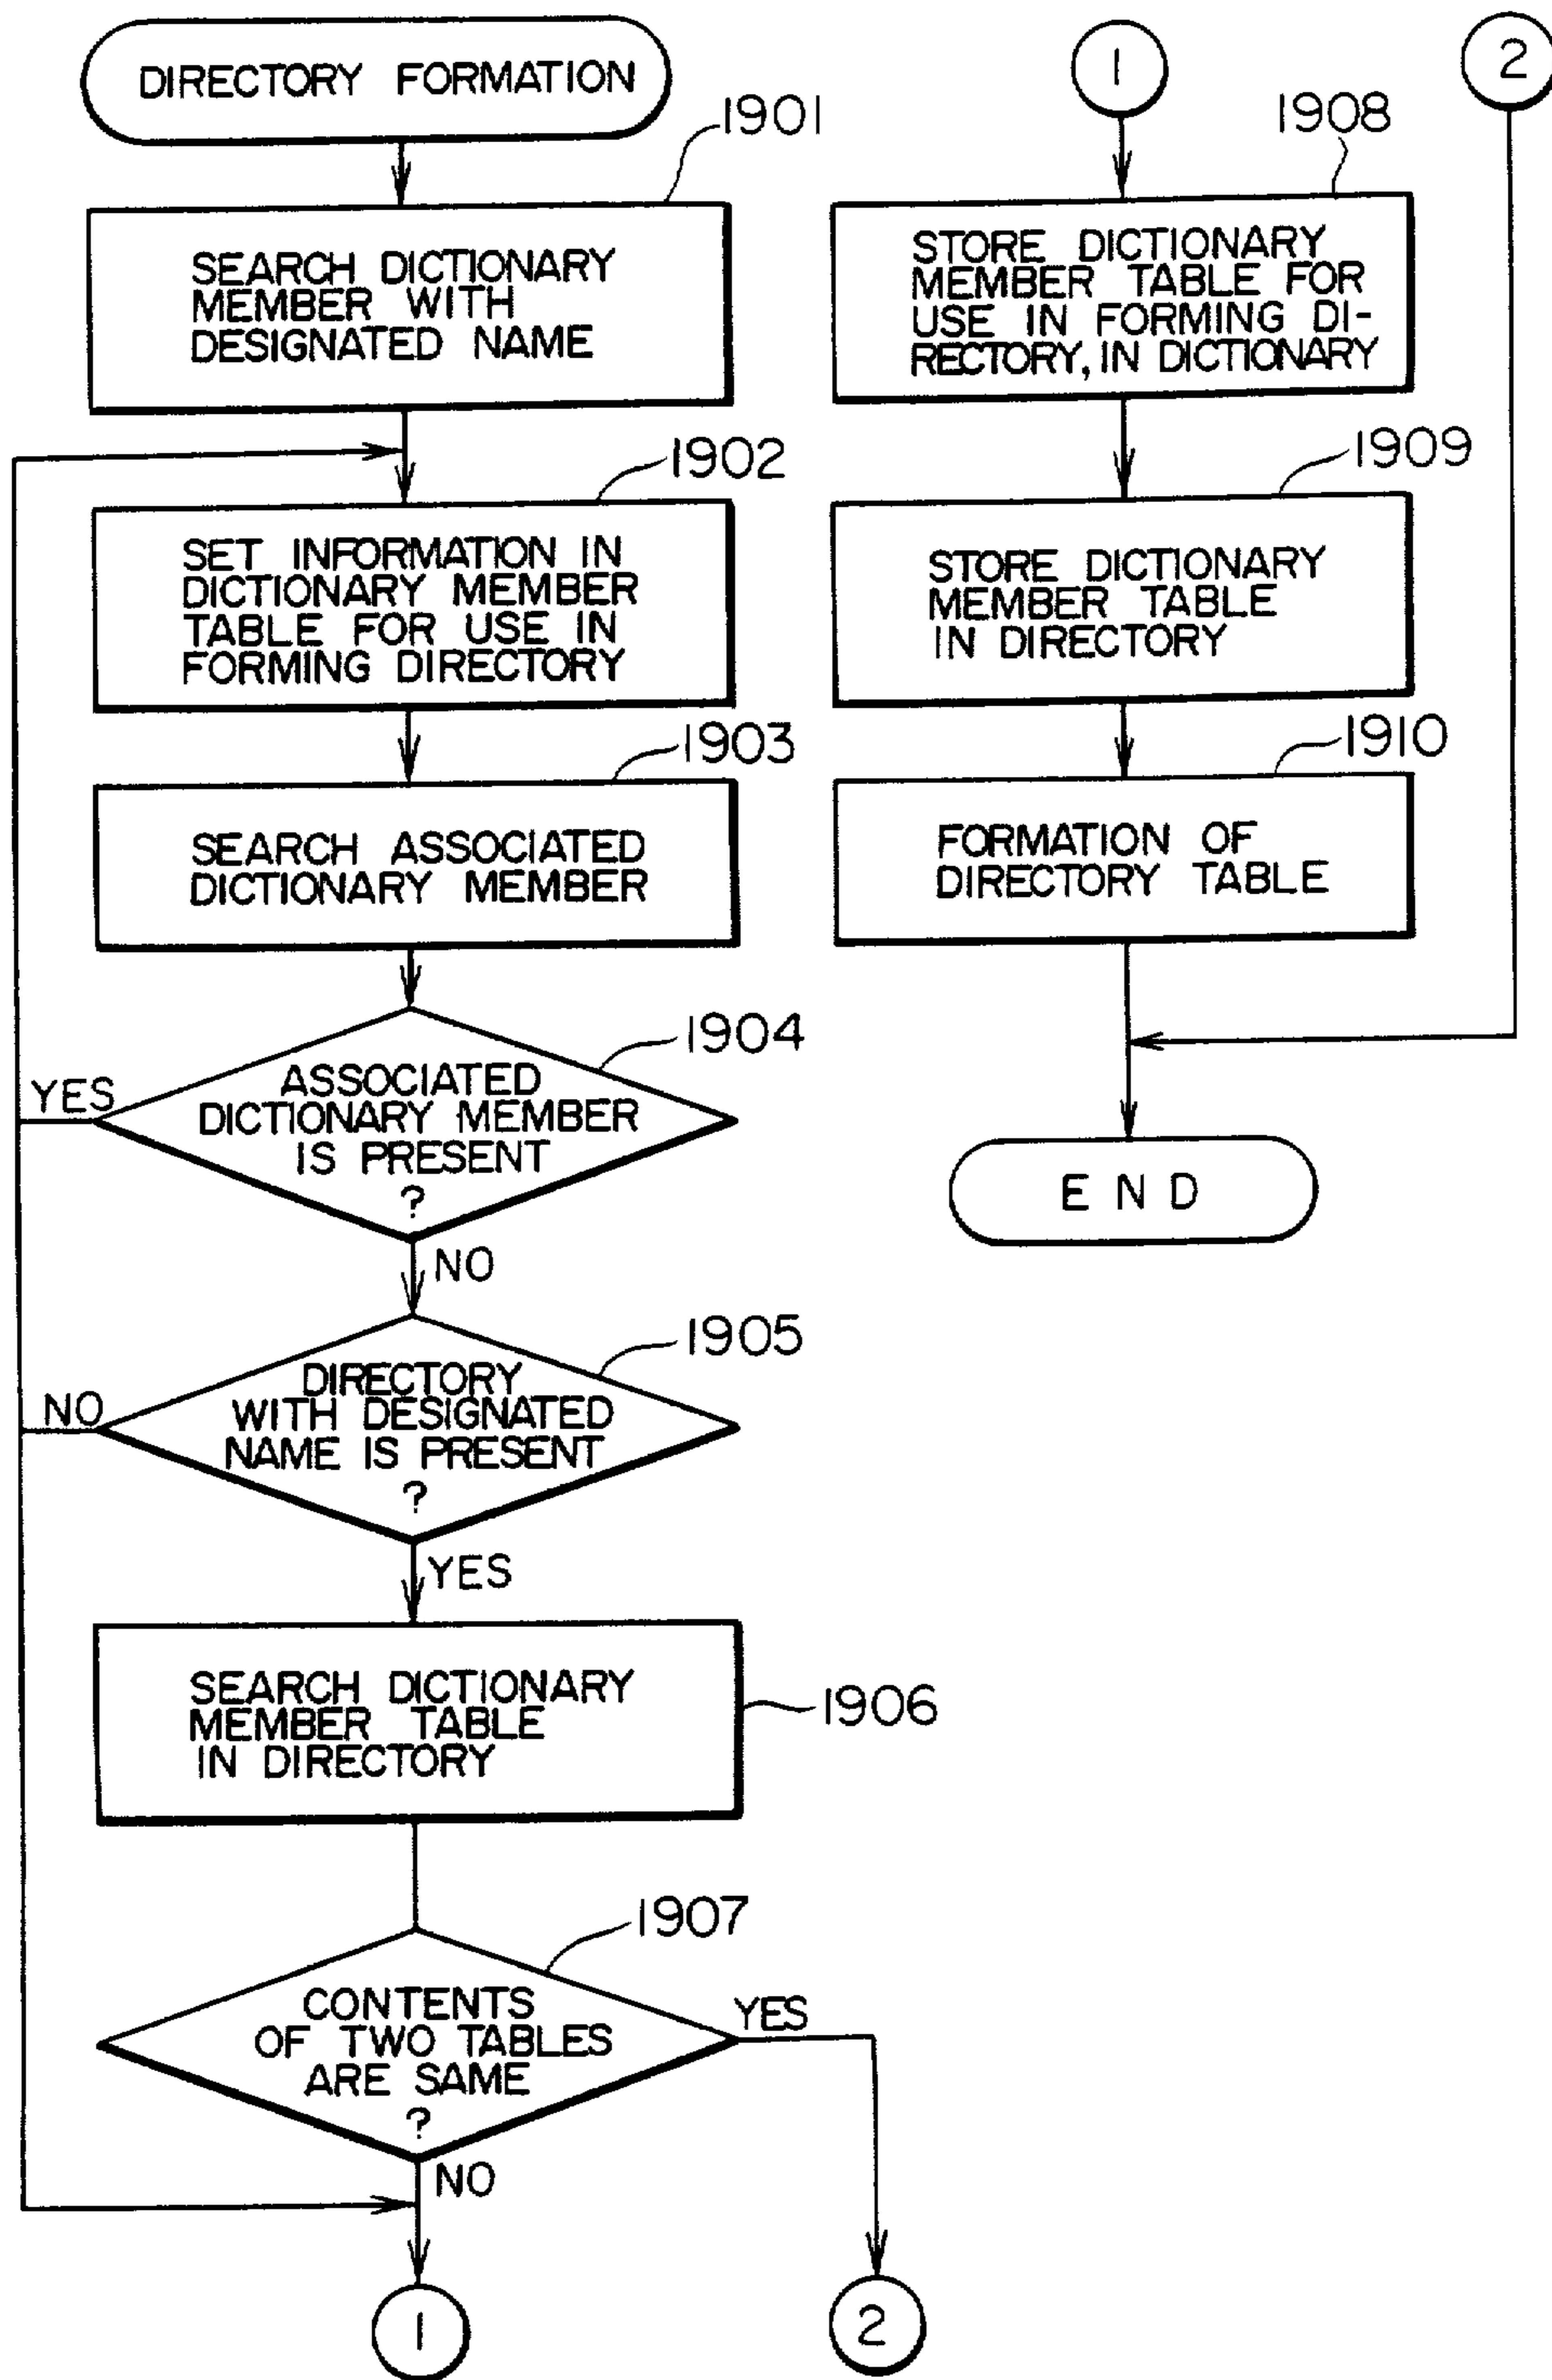 DIRECTORY FORMATION
1901
SEARCH DICTIONARY
MEMBER WITH
DESIGNATED NAME
1902
SET INFORMATION IN
DICTIONARY MEMBER
TABLE FOR USE IN
FORMING DIRECTORY
1903
SEARCH ASSOCIATED
DICTIONARY MEMBER
1904
YES
ASSOCIATED
DICTIONARY MEMBER
IS PRESENT
?
NO
1905
NO
DIRECTORY
WITH DESIGNATED
NAME IS PRESENT
?
YES
SEARCH DICTIONARY
MEMBER TABLE
IN DIRECTORY
1906
1907
CONTENTS
OF TWO TABLES
ARE SAME
?
YES
NO
1
2
1
2
1908
STORE DICTIONARY
MEMBER TABLE FOR
USE IN FORMING DI-
RECTORY, IN DICTIONARY
1909
STORE DICTIONARY
MEMBER TABLE
IN DIRECTORY
1910
FORMATION OF
DIRECTORY TABLE
END